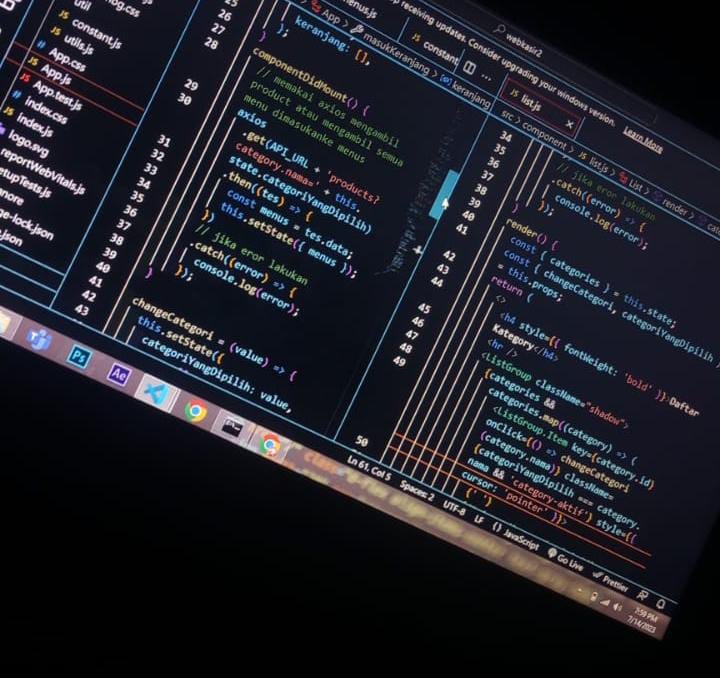 util
constant.js
utils.js
App.css
App.js
App.test.js
index.css
index.js
logo.svg
reportWebVitals.js
setupTests.js
nore
ge-lock.json
.json
App > masukKeranjang > keranjang
26
27
28
29
30
31
32
33
34
35
36
37
38
39
40
41
42
43
keranjang: [],
};
}
componentDidMount() {
// memakai axios mengambil
product atau mengambil semua
menu dimasukanke menus
axios
.get(API_URL + 'products?
category.nama=' + this.
state.categoriYangDipilih)
.then((tes) => {
const menus = tes.data;
this.setState({ menus });
})
// jika eror lakukan
.catch((error) => {
console.log(error);
});
}
changeCategori = (value) => {
this.setState({
categoriYangDipilih: value,
constant
webkasir2
receiving updates. Consider upgrading your windows version. Learn More
list.js
src > component > list.js > List > render
34
35
36
37
38
39
40
41
42
43
44
45
46
47
48
49
50
// jika eror lakukan
.catch((error) => {
console.log(error);
});
}
render() {
const { categories } = this.state;
const { changeCategori, categoriYangDipilih }
= this.props;
return (
<>
<h4 style={{ fontWeight: 'bold' }}>Daftar
Kategory</h4>
<hr />
<ListGroup className="shadow">
{categories &&
categories.map((category) => (
<ListGroup.Item key={category.id}
onClick={() => changeCategori
(category.nama)} className=
{categoriYangDipilih === category.
nama && 'category-aktif'} style={{
cursor: 'pointer' }}>
{' '}
Ln 61, Col 5 Spaces: 2 UTF-8 LF {} JavaScript Go Live Prettier
Ps
Ae
7:59 PM
7/14/2023